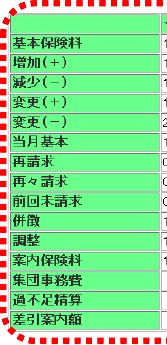 基本保険料
増加(+)
減少(-)
変更(+)
変更(-)
当月基本
再請求
再々請求
前回未請求
併徴
調整
案内保険料
集団事務費
過不足精算
差引案内額